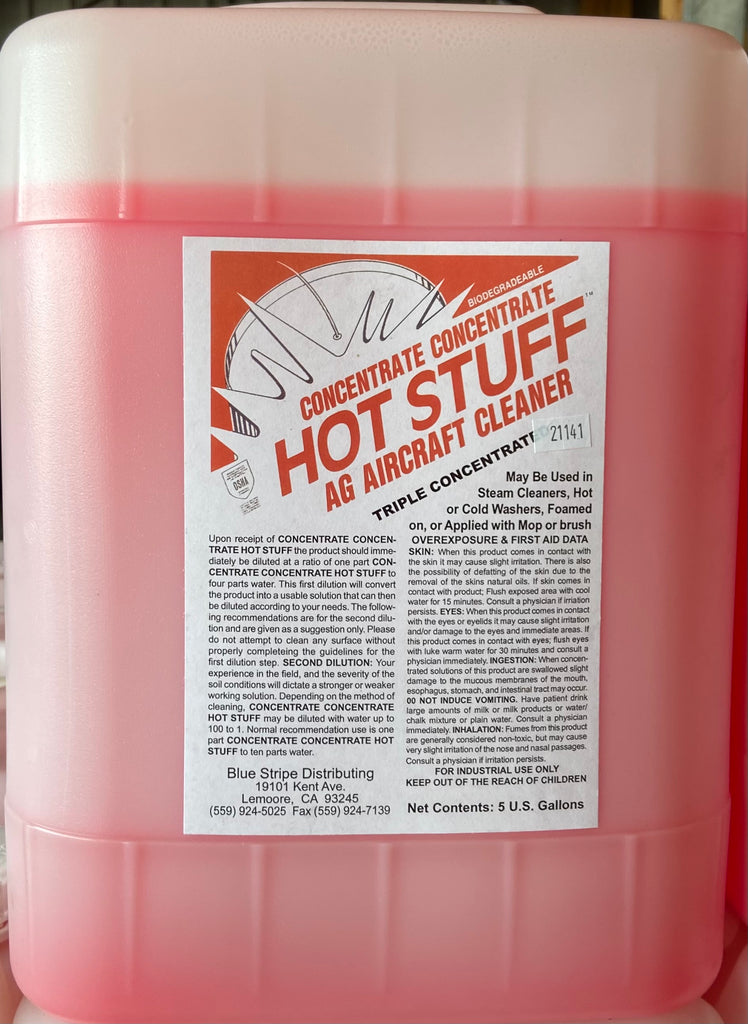 BIODEGRADEABLE
CONCENTRATE CONCENTRATE
HOT STUFF™
AG AIRCRAFT CLEANER
TRIPLE CONCENTRATE
21141
OSHA
May Be Used in
Steam Cleaners, Hot
or Cold Washers, Foamed
on, or Applied with Mop or brush
Upon receipt of CONCENTRATE CONCEN-
TRATE HOT STUFF the product should imme-
diately be diluted at a ratio of one part CON-
CENTRATE CONCENTRATE HOT STUFF to
four parts water. This first dilution will convert
the product into a usable solution that can then
be diluted according to your needs. The follow-
ing recommendations are for the second dilu-
tion and are given as a suggestion only. Please
do not attempt to clean any surface without
properly completeing the guidelines for the
first dilution step. SECOND DILUTION: Your
experience in the field, and the severity of the
soil conditions will dictate a stronger or weaker
working solution. Depending on the method of
cleaning, CONCENTRATE CONCENTRATE
HOT STUFF may be diluted with water up to
100 to 1. Normal recommendation use is one
part CONCENTRATE CONCENTRATE HOT
STUFF to ten parts water.
Blue Stripe Distributing
19101 Kent Ave.
Lemoore, CA 93245
(559) 924-5025 Fax (559) 924-7139
OVEREXPOSURE & FIRST AID DATA
SKIN: When this product comes in contact with
the skin it may cause slight irritation. There is also
the possibility of defatting of the skin due to the
removal of the skins natural oils. If skin comes in
contact with product; Flush exposed area with cool
water for 15 minutes. Consult a physician if irriation
persists. EYES: When this product comes in contact
with the eyes or eyelids it may cause slight irritation
and/or damage to the eyes and immediate areas. If
this product comes in contact with eyes; flush eyes
with luke warm water for 30 minutes and consult a
physician immediately. INGESTION: When concen-
trated solutions of this product are swallowed slight
damage to the mucous membranes of the mouth,
esophagus, stomach, and intestinal tract may occur.
00 NOT INDUCE VOMITING. Have patient drink
large amounts of milk or milk products or water/
chalk mixture or plain water. Consult a physician
immediately. INHALATION: Fumes from this product
are generally considered non-toxic, but may cause
very slight irritation of the nose and nasal passages.
Consult a physician if irritation persists.
FOR INDUSTRIAL USE ONLY
KEEP OUT OF THE REACH OF CHILDREN
Net Contents: 5 U.S. Gallons